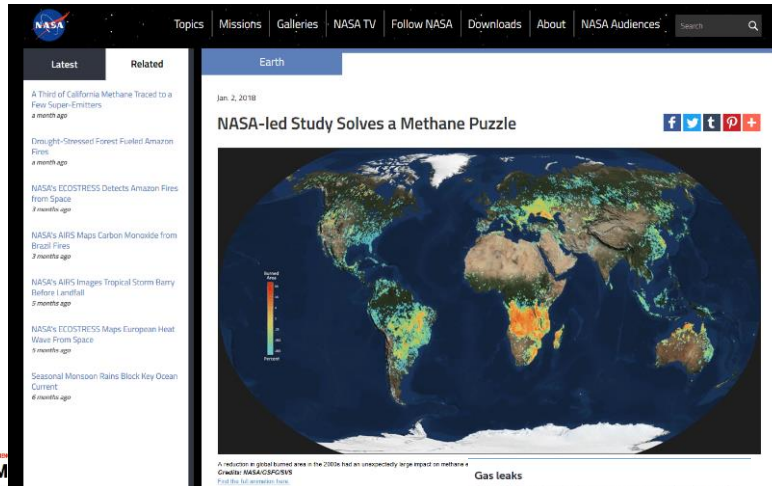 NASA
Topics Missions Galleries NASA TV Follow NASA Downloads About NASA Audiences Search
Latest Related
A Third of California Methane Traced to a
Few Super-Emitters
a month ago
Drought-Stressed Forest Fueled Amazon
Fires
a month ago
NASA's ECOSTRESS Detects Amazon Fires
from Space
3 months ago
NASA's AIRS Maps Carbon Monoxide from
Brazil Fires
3 months ago
NASA's AIRS Images Tropical Storm Barry
Before Landfall
5 months ago
NASA's ECOSTRESS Maps European Heat
Wave From Space
5 months ago
Seasonal Monsoon Rains Block Key Ocean
Current
6 months ago
Earth
Jan. 2, 2018
NASA-led Study Solves a Methane Puzzle
Burned
Area
Percent
A reduction in global burned area in the 2000s had an unexpectedly large impact on methane e
Credits: NASA/GSFC/SVS
Find the full animation here.
Gas leaks
M